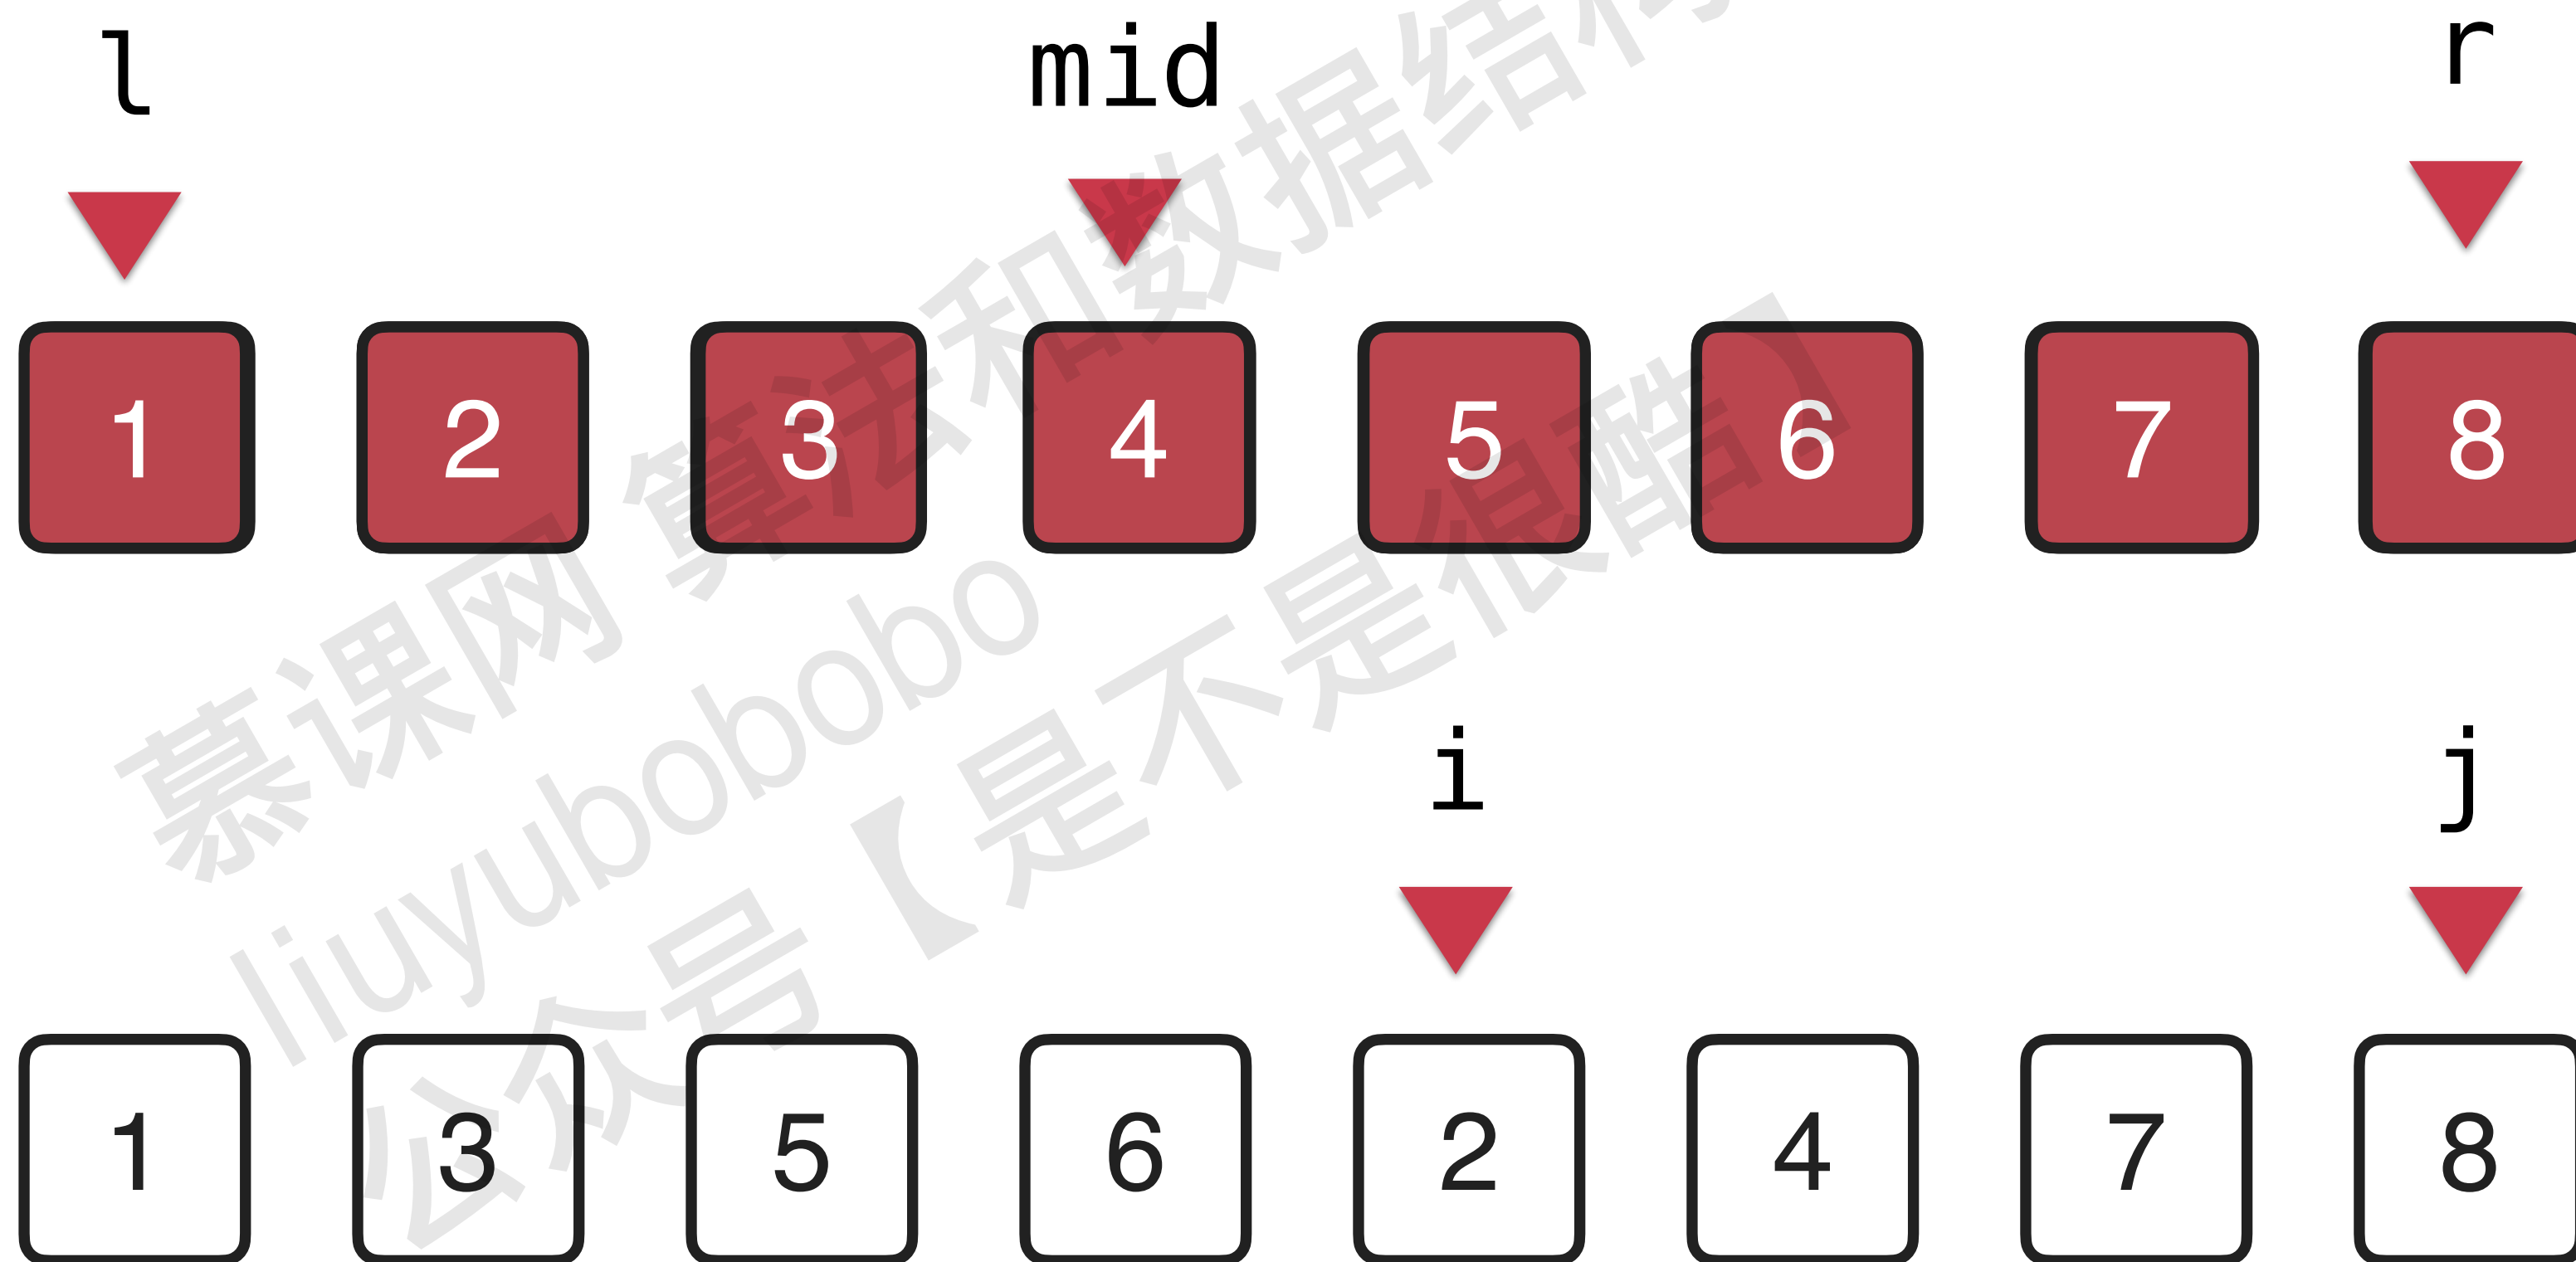 l mid r
1 2 3 4 5 6 7 8
i j
1 3 5 6 2 4 7 8
慕课网 算法和数据结构
liuyubobobo
公众号【是不是很酷】